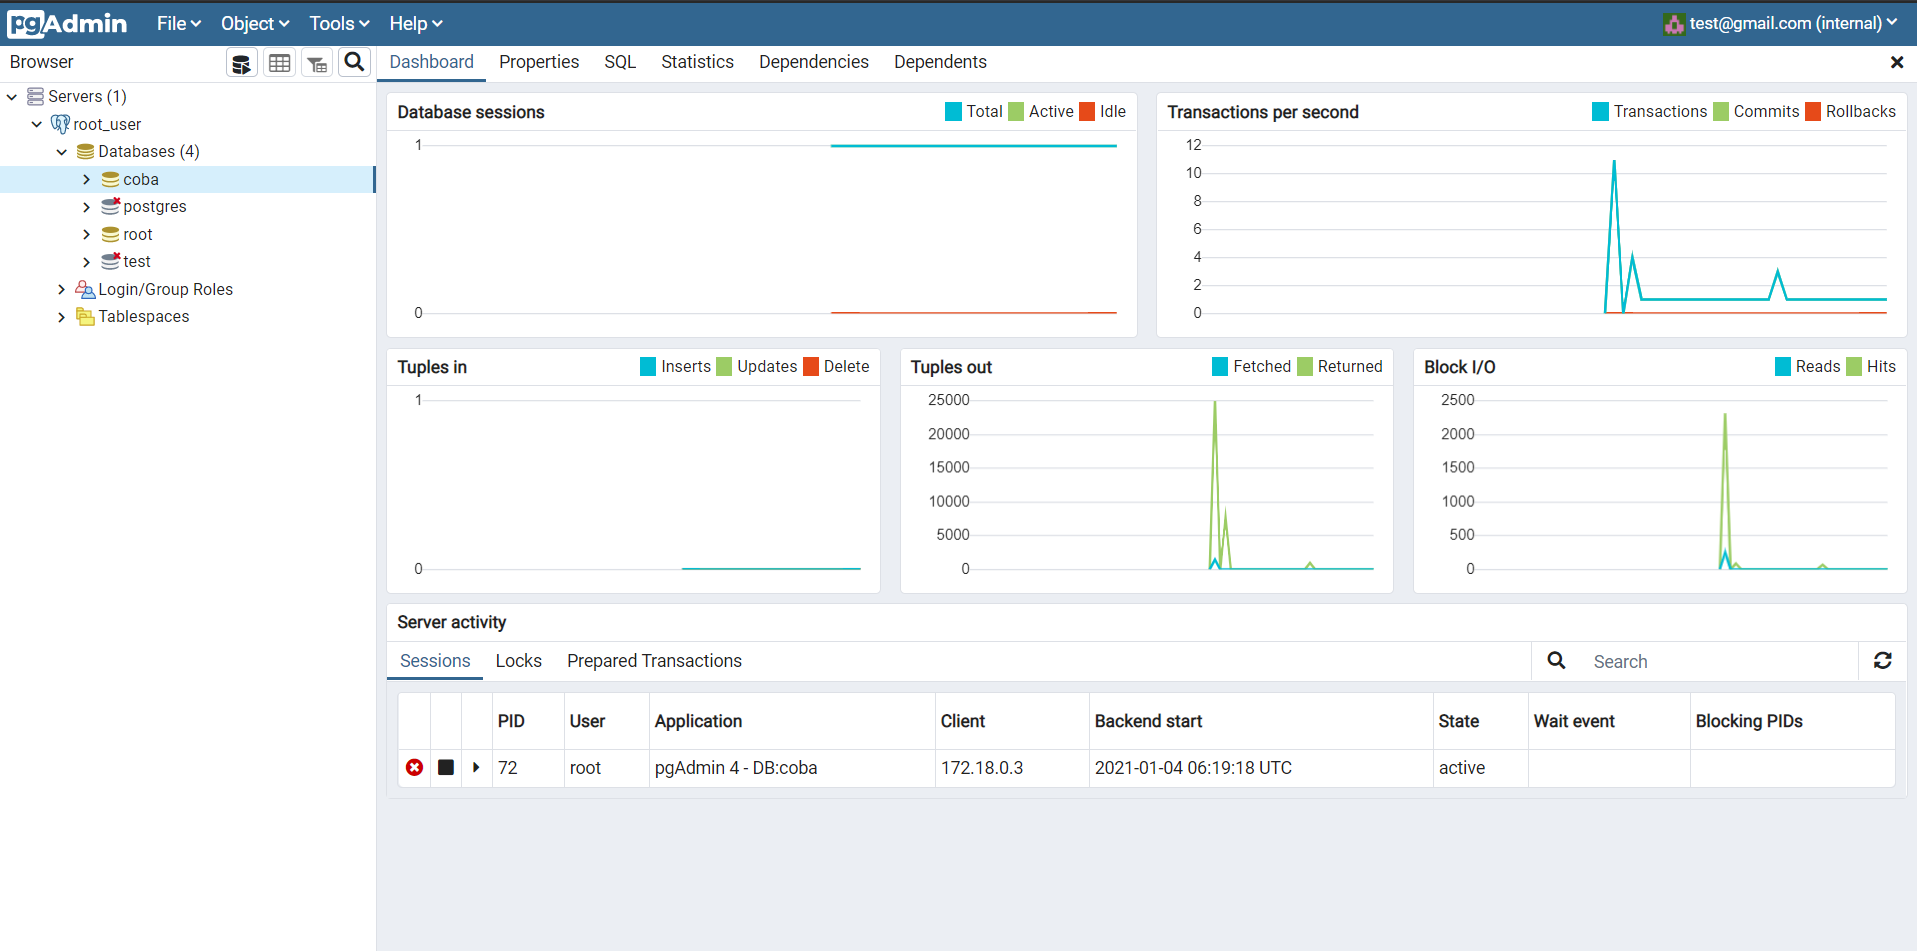 pgAdmin File Object Tools Help test@gmail.com (internal)
Browser
Dashboard Properties SQL Statistics Dependencies Dependents
Servers (1)
root_user
Databases (4)
coba
postgres
root
test
Login/Group Roles
Tablespaces
Database sessions Total Active Idle
1
0
Transactions per second Transactions Commits Rollbacks
12
10
8
6
4
2
0
Tuples in Inserts Updates Delete
1
0
Tuples out Fetched Returned
25000
20000
15000
10000
5000
0
Block I/O Reads Hits
2500
2000
1500
1000
500
0
Server activity
Sessions Locks Prepared Transactions Search
PID User Application Client Backend start State Wait event Blocking PIDs
72 root pgAdmin 4 - DB:coba 172.18.0.3 2021-01-04 06:19:18 UTC active